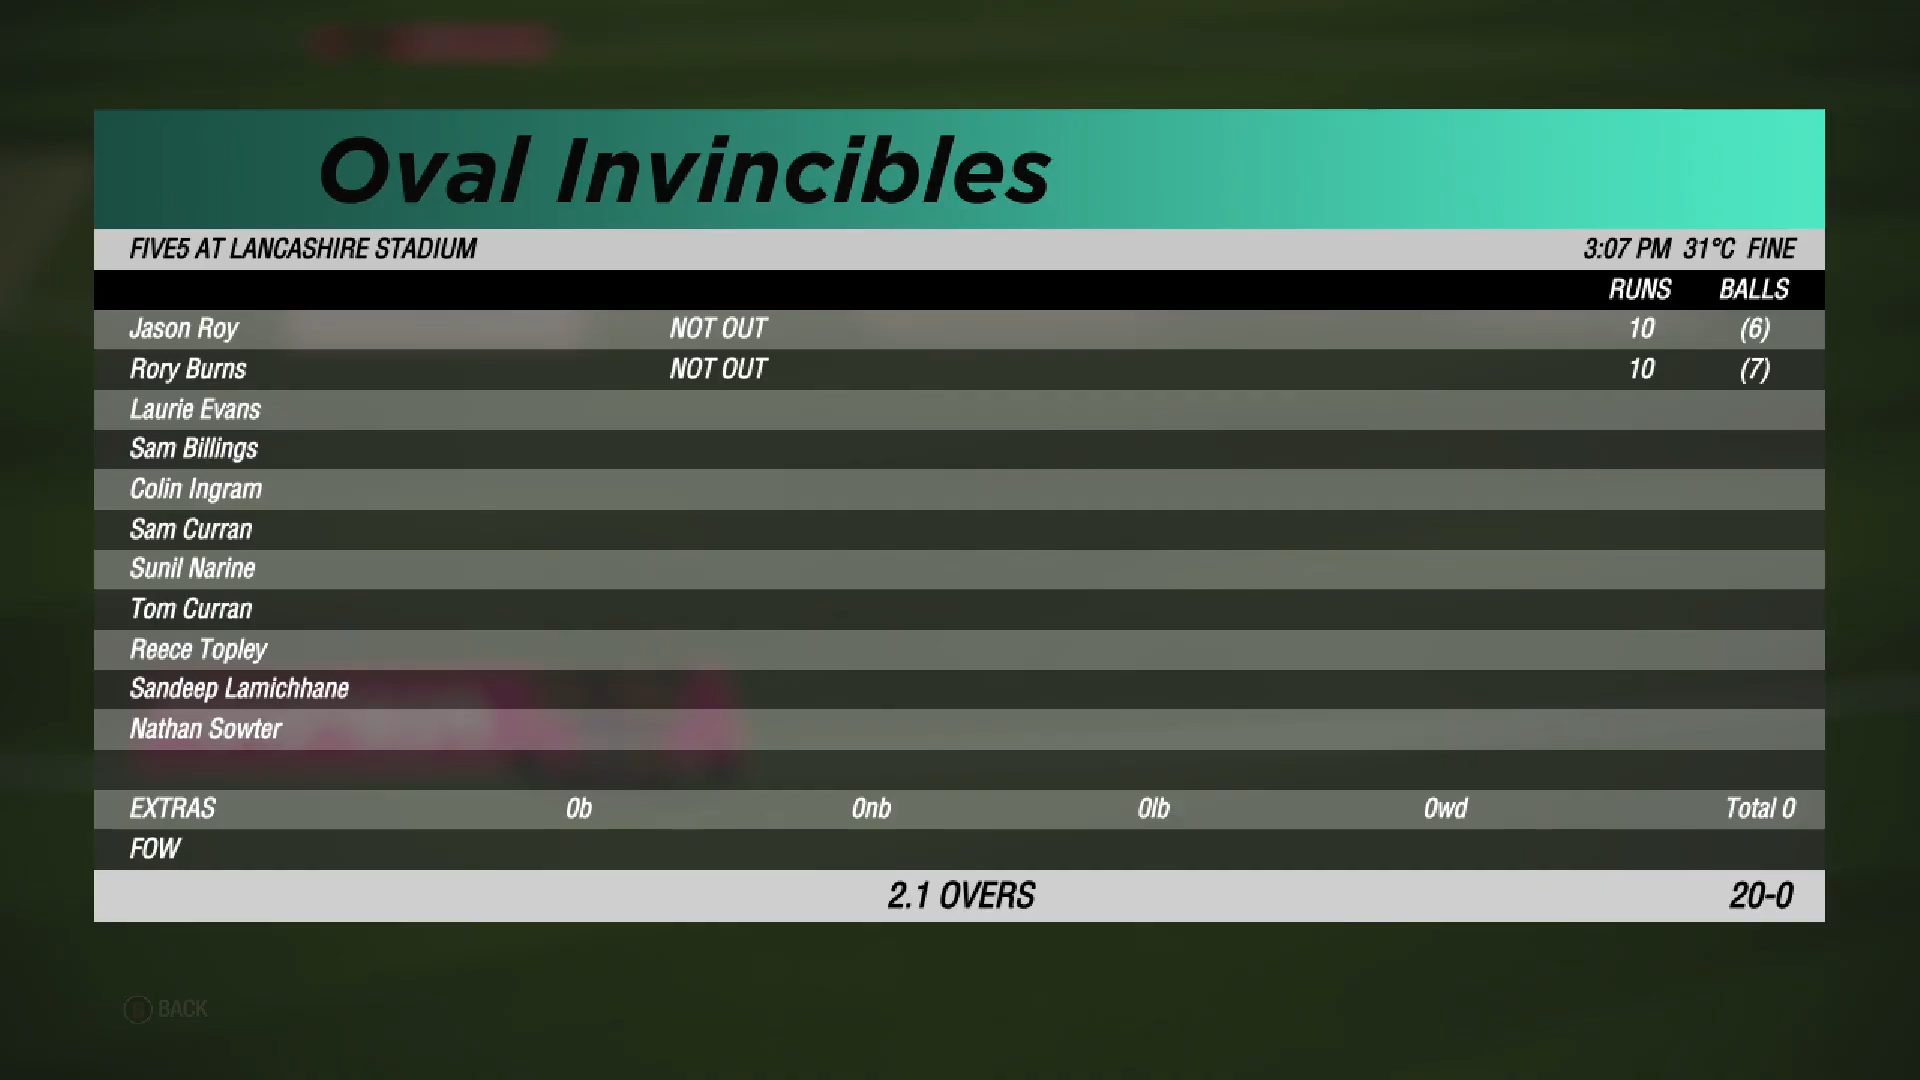 Oval Invincibles
FIVE5 AT LANCASHIRE STADIUM 3:07 PM 31°C FINE
RUNS BALLS
Jason Roy NOT OUT 10 (6)
Rory Burns NOT OUT 10 (7)
Laurie Evans
Sam Billings
Colin Ingram
Sam Curran
Sunil Narine
Tom Curran
Reece Topley
Sandeep Lamichhane
Nathan Sowter
EXTRAS 0b 0nb 0lb 0wd Total 0
FOW
2.1 OVERS 20-0
BACK